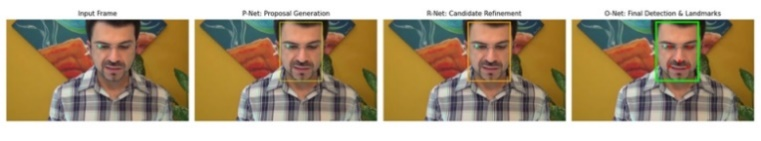 Input Frame
P-Net: Proposal Generation
R-Net: Candidate Refinement
O-Net: Final Detection & Landmarks